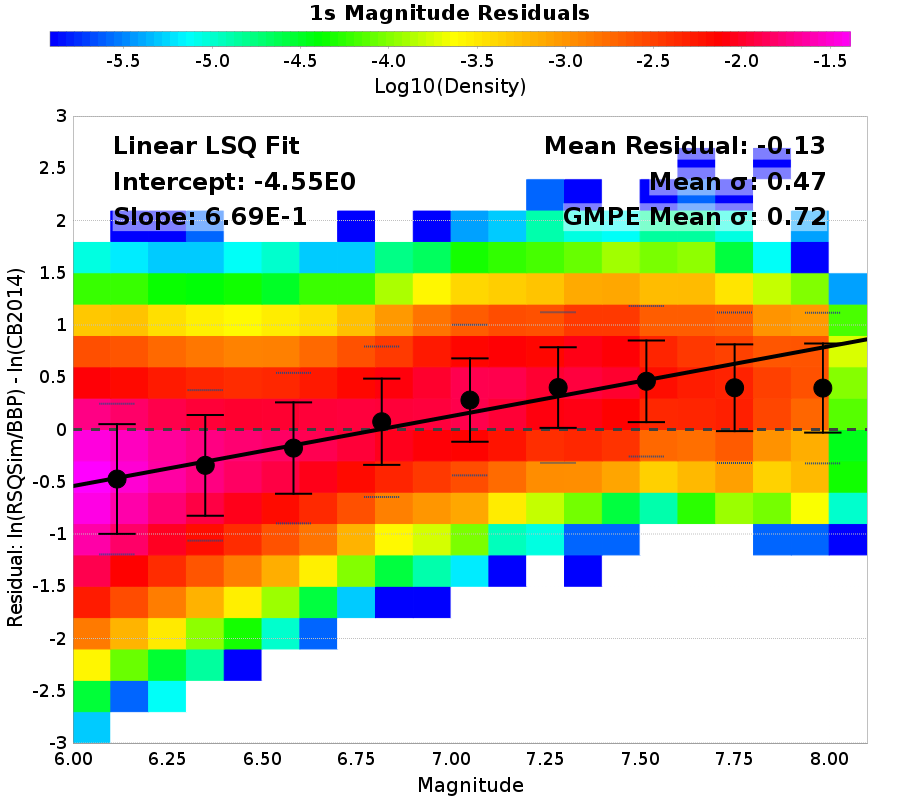 1s Magnitude Residuals
-5.5 -5.0 -4.5 -4.0 -3.5 -3.0 -2.5 -2.0 -1.5
Log10(Density)
Linear LSQ Fit
Intercept: -4.55E0
Slope: 6.69E-1
Mean Residual: -0.13
Mean σ: 0.47
GMPE Mean σ: 0.72
Residual: ln(RSQSim/BBP) - ln(CB2014)
3
2.5
2
1.5
1
0.5
0
-0.5
-1
-1.5
-2
-2.5
-3
6.00 6.25 6.50 6.75 7.00 7.25 7.50 7.75 8.00
Magnitude